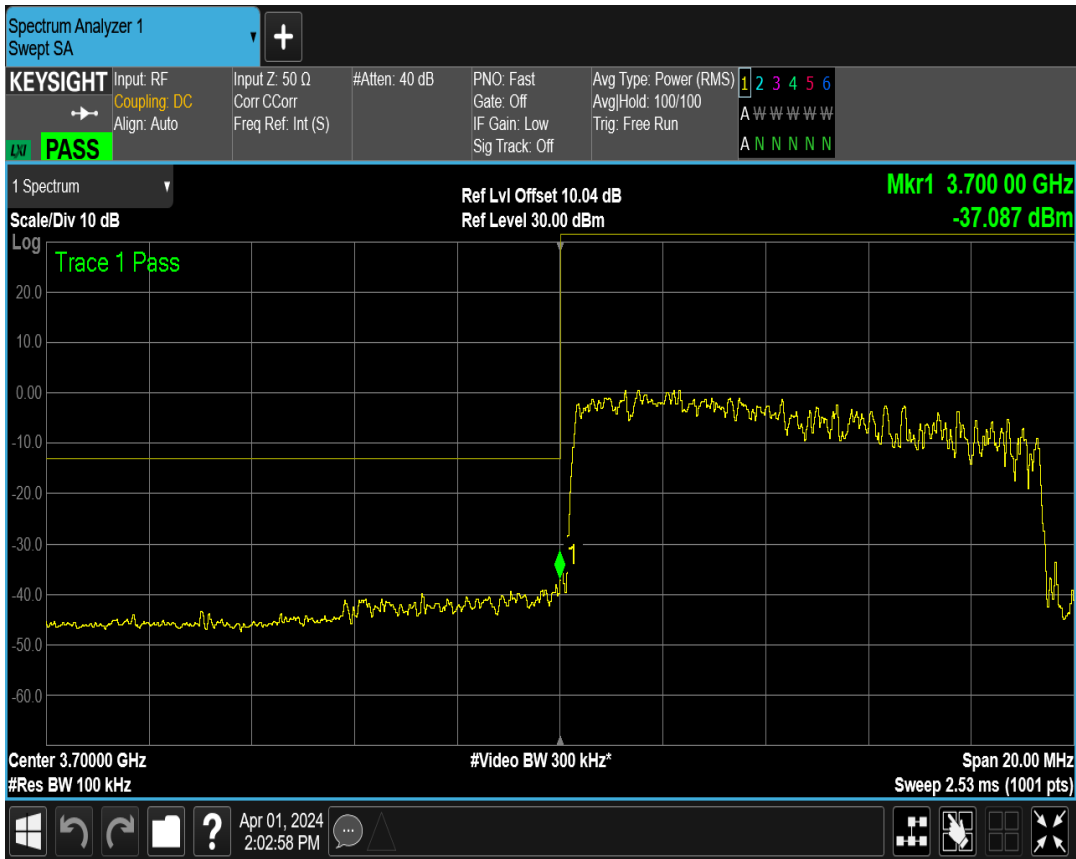 Spectrum Analyzer 1
Swept SA
+
KEYSIGHT
LXI PASS
Input: RF
Coupling: DC
Align: Auto
Input Z: 50 Ω
Corr CCorr
Freq Ref: Int (S)
#Atten: 40 dB
PNO: Fast
Gate: Off
IF Gain: Low
Sig Track: Off
Avg Type: Power (RMS)
Avg|Hold: 100/100
Trig: Free Run
1 2 3 4 5 6
A W W W W W
A N N N N N
1 Spectrum
Scale/Div 10 dB
Ref Lvl Offset 10.04 dB
Ref Level 30.00 dBm
Mkr1 3.700 00 GHz
-37.087 dBm
Log
Trace 1 Pass
20.0
10.0
0.00
-10.0
-20.0
-30.0
1
-40.0
-50.0
-60.0
Center 3.70000 GHz
#Video BW 300 kHz*
Span 20.00 MHz
#Res BW 100 kHz
Sweep 2.53 ms (1001 pts)
?
Apr 01, 2024
2:02:58 PM